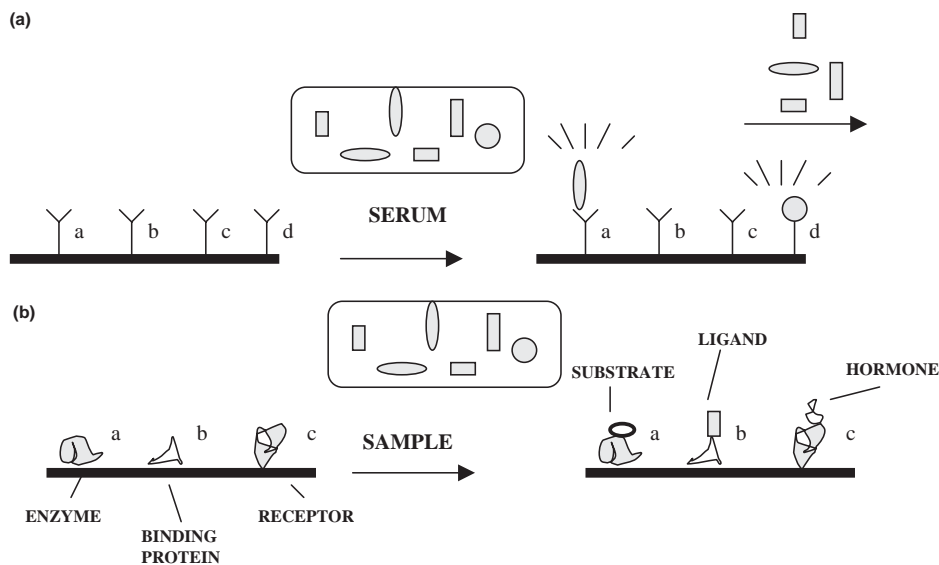 (a)
a b c d
SERUM
a b c d
(b)
a b c
SAMPLE
ENZYME
BINDING
PROTEIN
RECEPTOR
SUBSTRATE
LIGAND
HORMONE
a b c